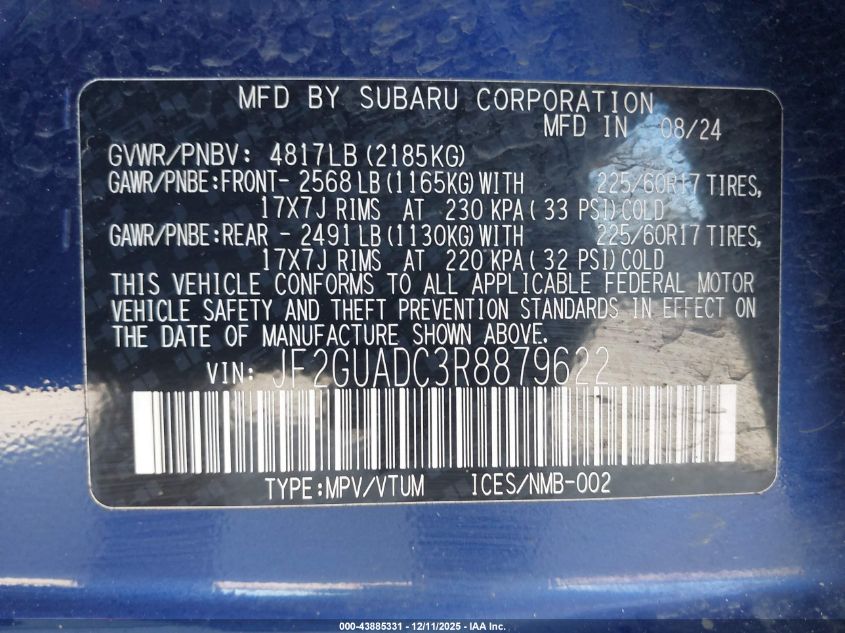 MFD BY SUBARU CORPORATION
MFD IN 08/24
GVWR/PNBV: 4817LB (2185KG)
GAWR/PNBE:FRONT- 2568 LB (1165KG) WITH 225/60R17 TIRES,
17X7J RIMS AT 230 KPA ( 33 PSI) COLD
GAWR/PNBE:REAR - 2491 LB (1130KG) WITH 225/60R17 TIRES,
17X7J RIMS AT 220 KPA ( 32 PSI) COLD
THIS VEHICLE CONFORMS TO ALL APPLICABLE FEDERAL MOTOR
VEHICLE SAFETY AND THEFT PREVENTION STANDARDS IN EFFECT ON
THE DATE OF MANUFACTURE SHOWN ABOVE.
VIN: JF2GUADC3R8879622
TYPE:MPV/VTUM ICES/NMB-002
000-43885331 - 12/11/2025 - IAA Inc.